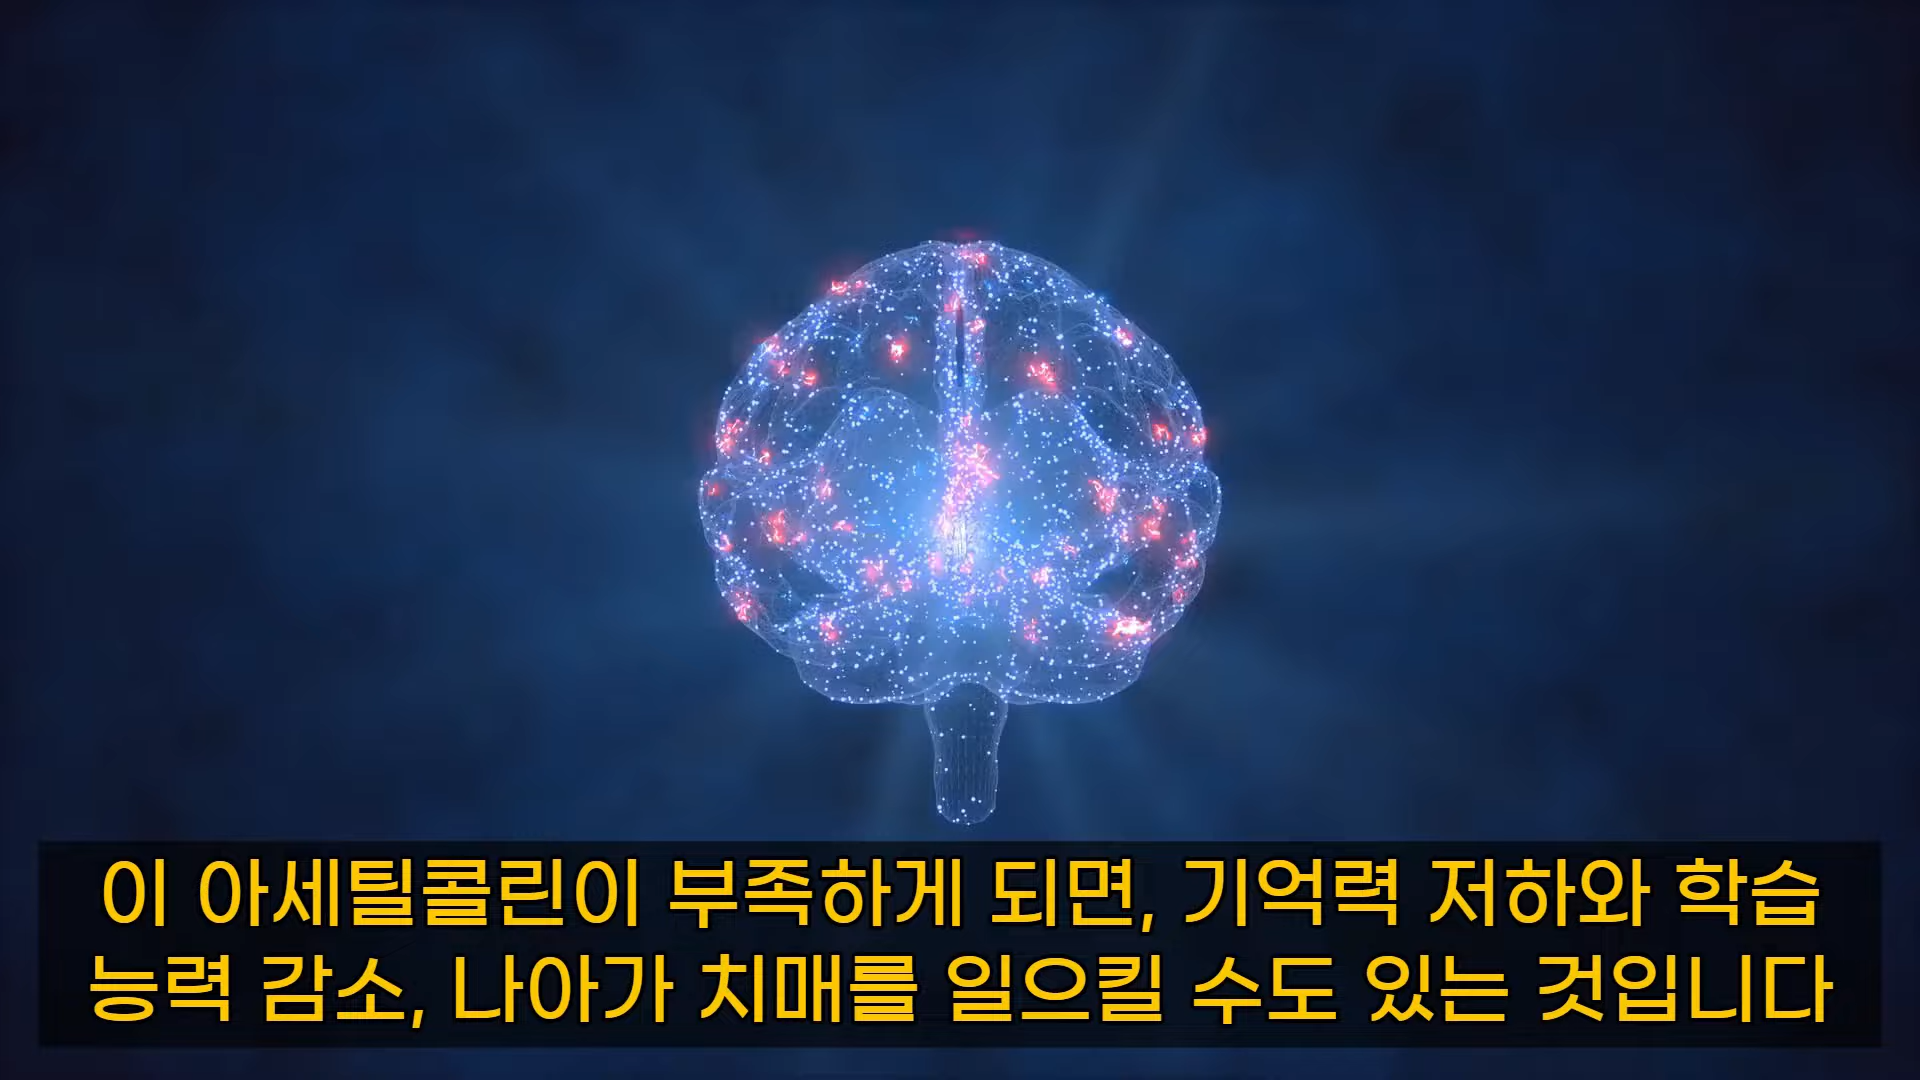 이 아세틸콜린이 부족하게 되면, 기억력 저하와 학습
능력 감소, 나아가 치매를 일으킬 수도 있는 것입니다